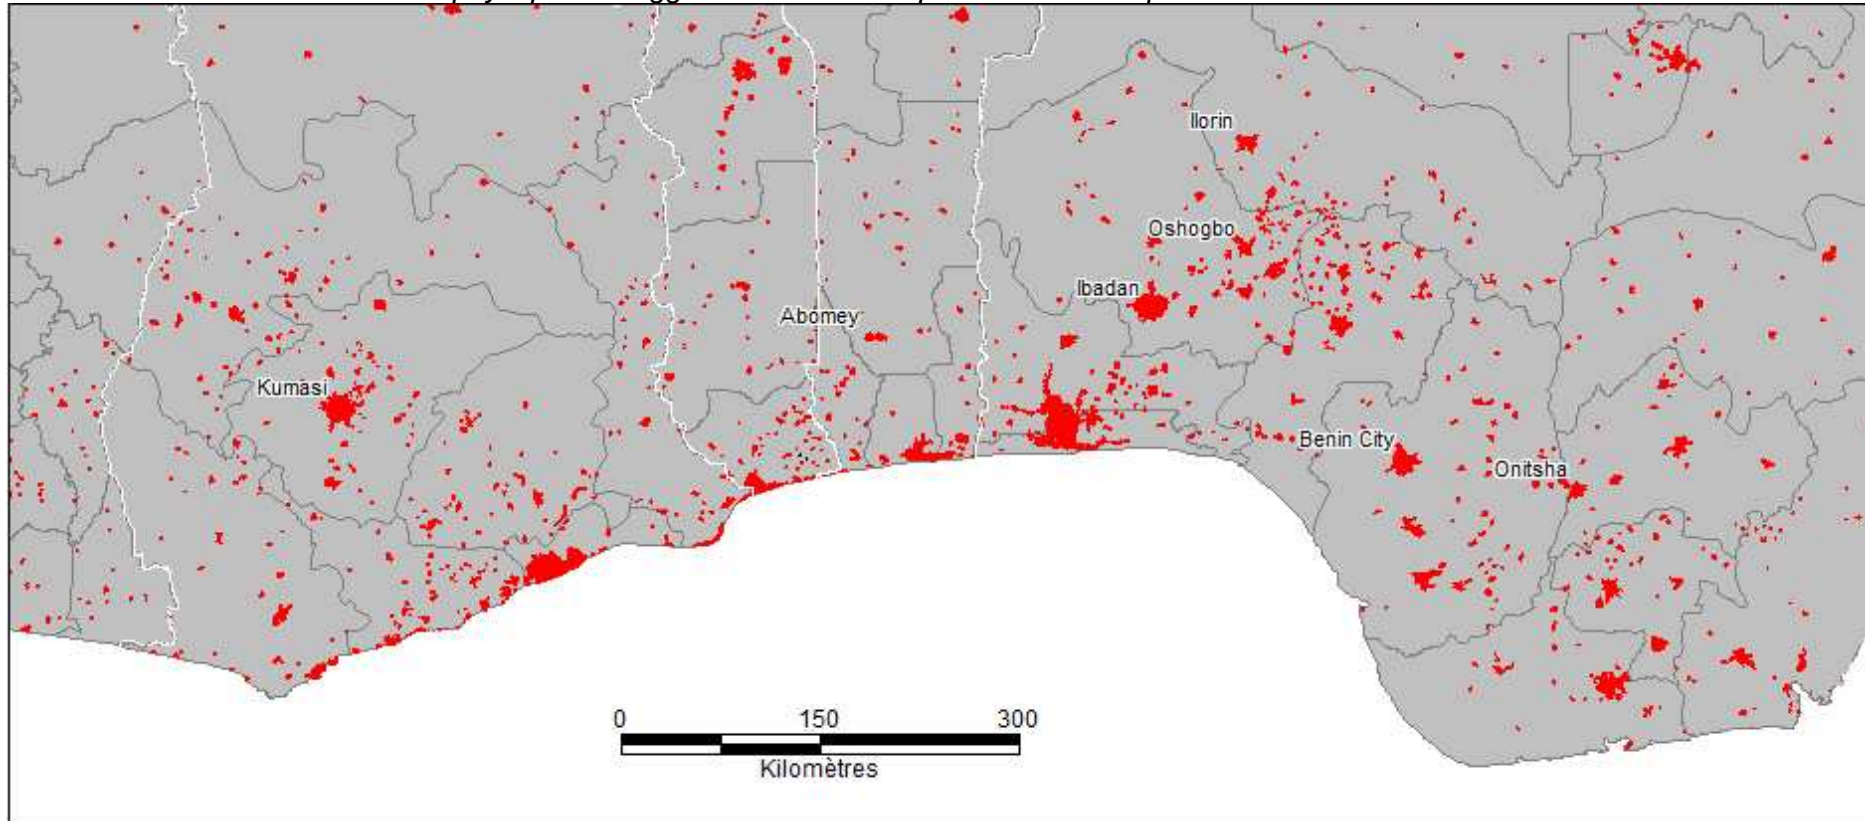 Ilorin
Oshogbo
Ibadan
Abomey
Kumasi
Benin City
Onitsha
0 150 300
Kilomètres